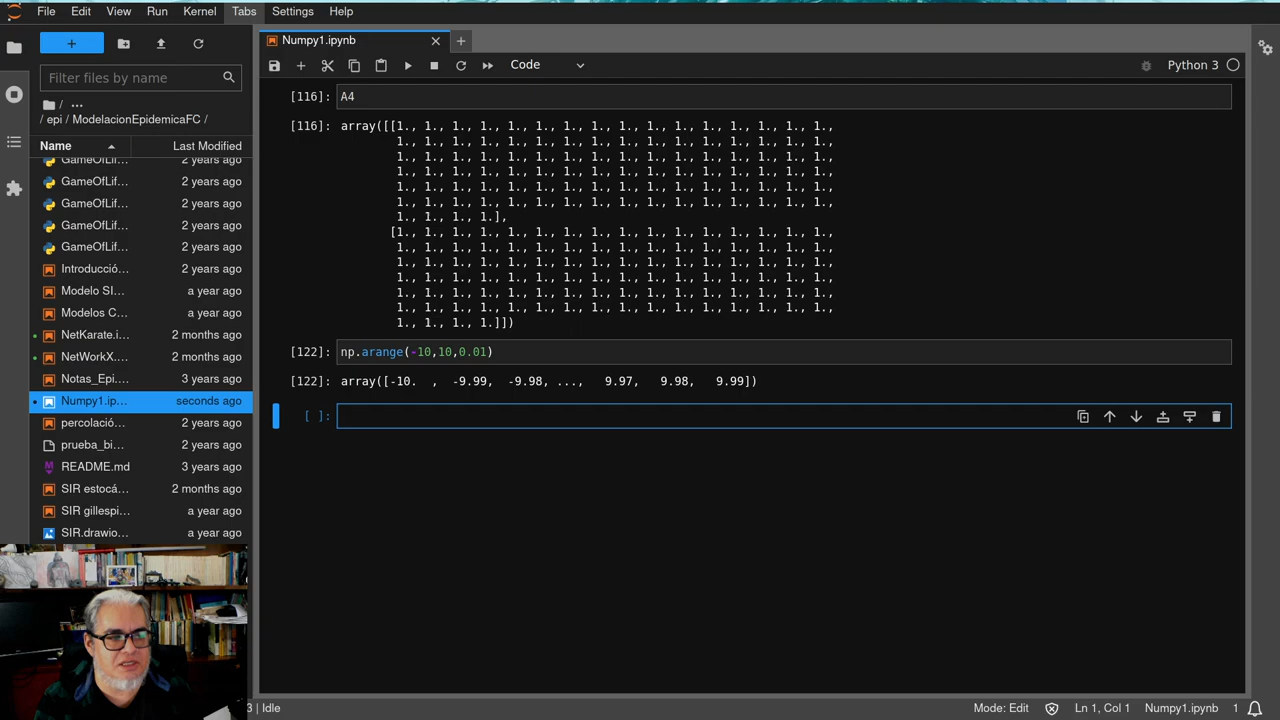 File Edit View Run Kernel Tabs Settings Help
Numpy1.ipynb
Code
Python 3
Filter files by name
/ ...
/ epi / ModelacionEpidemicaFC /
Name Last Modified
GameOfLif... 2 years ago
GameOfLif... 2 years ago
GameOfLif... 2 years ago
GameOfLif... 2 years ago
GameOfLif... 2 years ago
Introducció... 2 years ago
Modelo SI... a year ago
Modelos C... a year ago
NetKarate.i... 2 months ago
NetWorkX.... 2 months ago
Notas_Epi.... 3 years ago
Numpy1.ip... seconds ago
percolació... 2 years ago
prueba_bi... 2 years ago
README.md 3 years ago
SIR estocá... 2 months ago
SIR gillespi... a year ago
SIR.drawio... a year ago
[116]: A4
[116]: array([[1., 1., 1., 1., 1., 1., 1., 1., 1., 1., 1., 1., 1., 1., 1., 1.,
1., 1., 1., 1., 1., 1., 1., 1., 1., 1., 1., 1., 1., 1., 1., 1.,
1., 1., 1., 1., 1., 1., 1., 1., 1., 1., 1., 1., 1., 1., 1., 1.,
1., 1., 1., 1., 1., 1., 1., 1., 1., 1., 1., 1., 1., 1., 1., 1.,
1., 1., 1., 1., 1., 1., 1., 1., 1., 1., 1., 1., 1., 1., 1., 1.,
1., 1., 1., 1., 1., 1., 1., 1., 1., 1., 1., 1., 1., 1., 1., 1.,
1., 1., 1., 1.],
[1., 1., 1., 1., 1., 1., 1., 1., 1., 1., 1., 1., 1., 1., 1., 1.,
1., 1., 1., 1., 1., 1., 1., 1., 1., 1., 1., 1., 1., 1., 1., 1.,
1., 1., 1., 1., 1., 1., 1., 1., 1., 1., 1., 1., 1., 1., 1., 1.,
1., 1., 1., 1., 1., 1., 1., 1., 1., 1., 1., 1., 1., 1., 1., 1.,
1., 1., 1., 1., 1., 1., 1., 1., 1., 1., 1., 1., 1., 1., 1., 1.,
1., 1., 1., 1., 1., 1., 1., 1., 1., 1., 1., 1., 1., 1., 1., 1.,
1., 1., 1., 1.]])
[122]: np.arange(-10,10,0.01)
[122]: array([-10. , -9.99, -9.98, ..., 9.97, 9.98, 9.99])
[ ]:
3 | Idle
Mode: Edit Ln 1, Col 1 Numpy1.ipynb 1